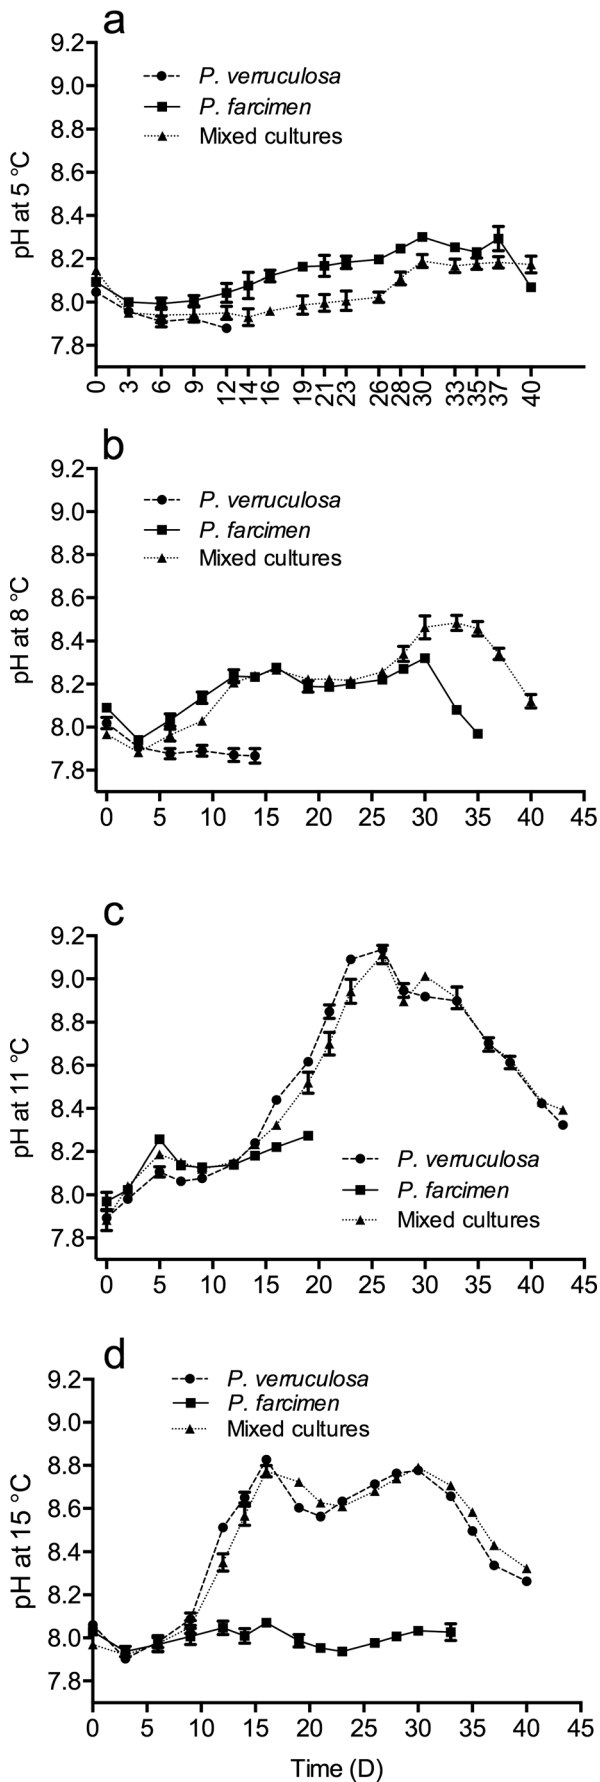 a
9.2
9.0
8.8
8.6
8.4
8.2
8.0
7.8
pH at 5 °C
P. verruculosa
P. farcimen
Mixed cultures
0 3 6 9 12 14 16 19 21 23 26 28 30 33 35 37 40
b
9.2
9.0
8.8
8.6
8.4
8.2
8.0
7.8
pH at 8 °C
P. verruculosa
P. farcimen
Mixed cultures
0 5 10 15 20 25 30 35 40 45
c
9.2
9.0
8.8
8.6
8.4
8.2
8.0
7.8
pH at 11 °C
P. verruculosa
P. farcimen
Mixed cultures
0 5 10 15 20 25 30 35 40 45
d
9.2
9.0
8.8
8.6
8.4
8.2
8.0
7.8
pH at 15 °C
P. verruculosa
P. farcimen
Mixed cultures
0 5 10 15 20 25 30 35 40 45
Time (D)